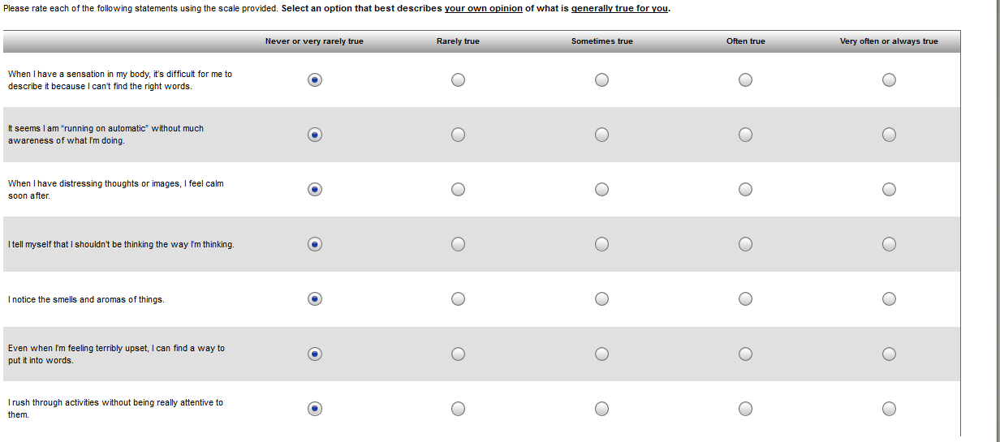 Please rate each of the following statements using the scale provided. Select an option that best describes your own opinion of what is generally true for you.
Never or very rarely true Rarely true Sometimes true Often true Very often or always true
When I have a sensation in my body, it's difficult for me to
describe it because I can't find the right words.
It seems I am “running on automatic” without much
awareness of what I'm doing.
When I have distressing thoughts or images, I feel calm
soon after.
I tell myself that I shouldn't be thinking the way I'm thinking.
I notice the smells and aromas of things.
Even when I'm feeling terribly upset, I can find a way to
put it into words.
I rush through activities without being really attentive to
them.